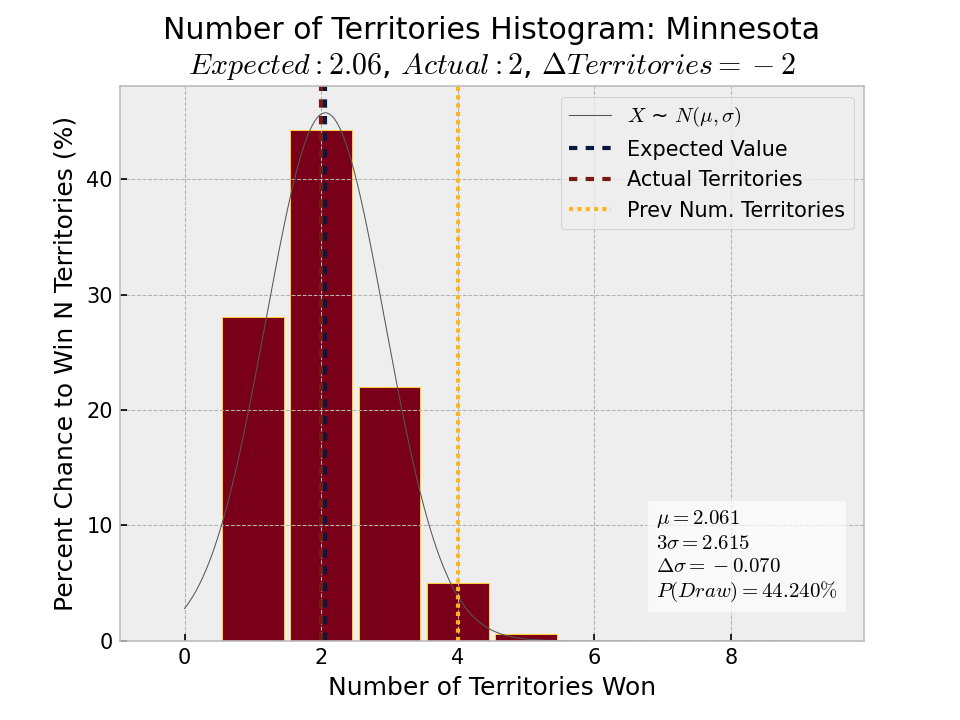 Number of Territories Histogram: Minnesota
Expected : 2.06, Actual : 2, ΔTerritories = −2
X ~ N(μ, σ)
Expected Value
Actual Territories
Prev Num. Territories
Percent Chance to Win N Territories (%)
40
30
20
10
0
μ = 2.061
3σ = 2.615
Δσ = −0.070
P(Draw) = 44.240%
0 2 4 6 8
Number of Territories Won